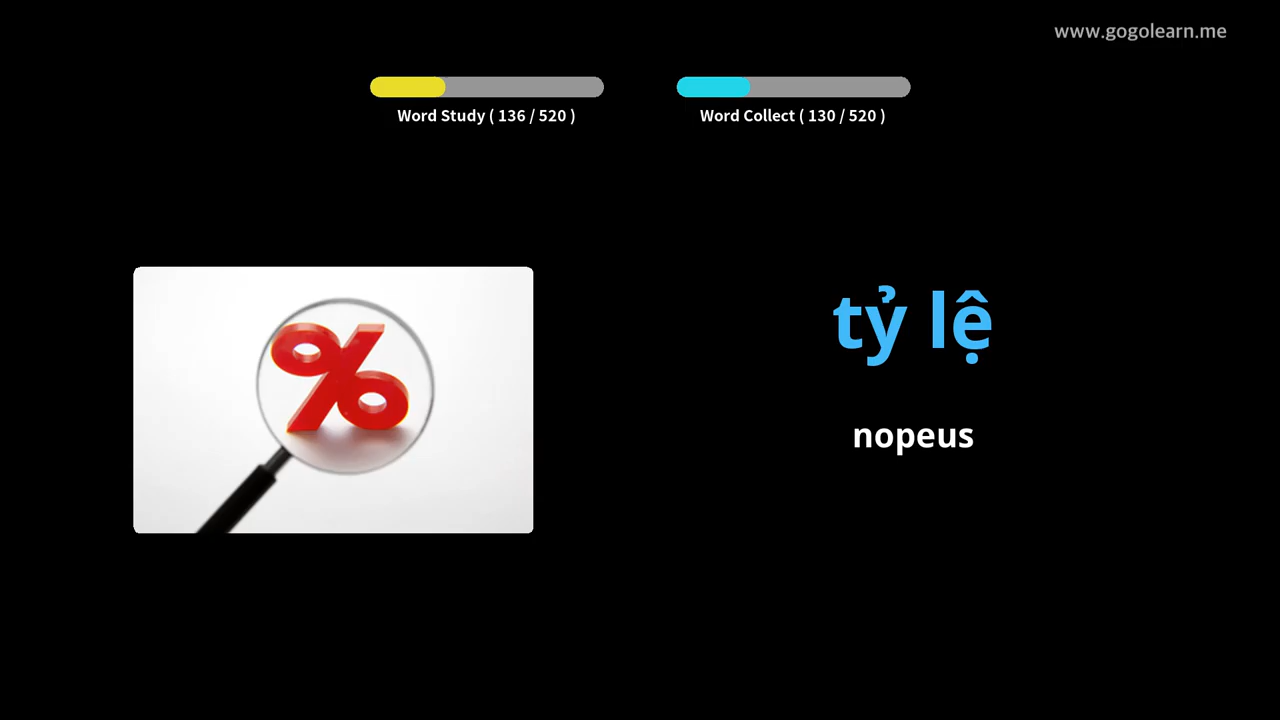 www.gogolearn.me
Word Study ( 136 / 520 )
Word Collect ( 130 / 520 )
%
tỷ lệ
nopeus